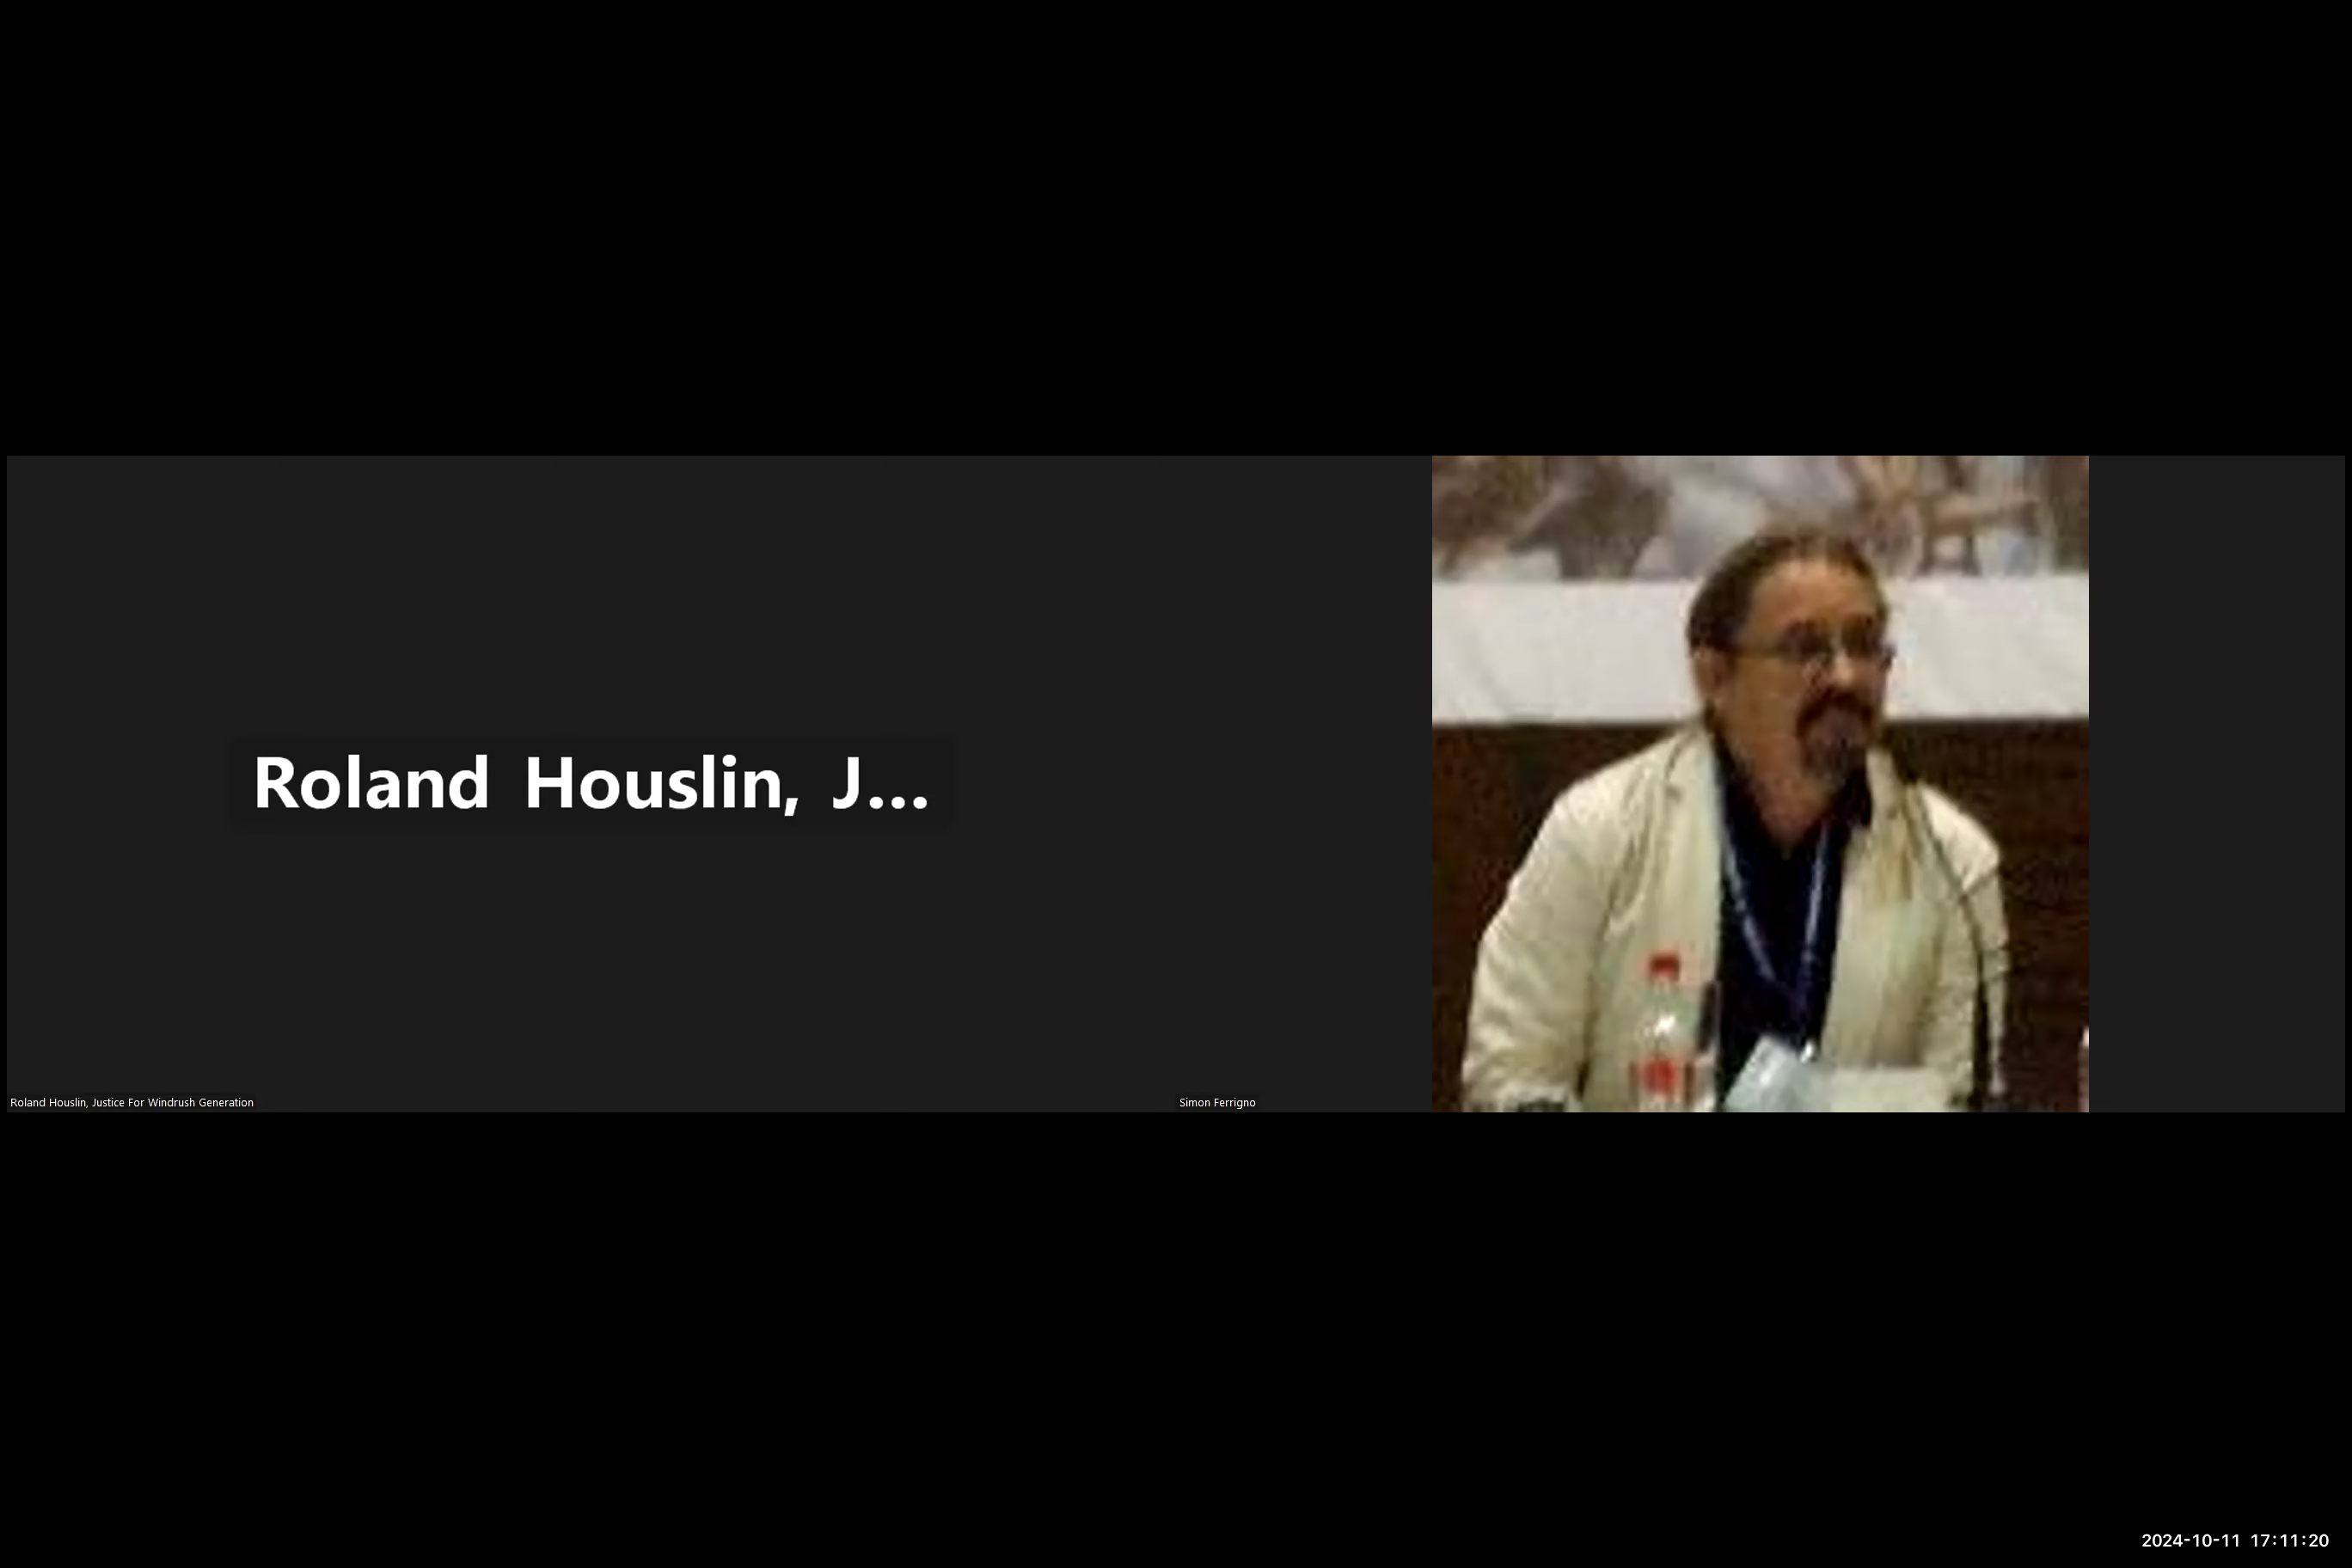 Roland Houslin, J...
Roland Houslin, Justice For Windrush Generation
Simon Ferrigno
2024-10-11 17:11:20